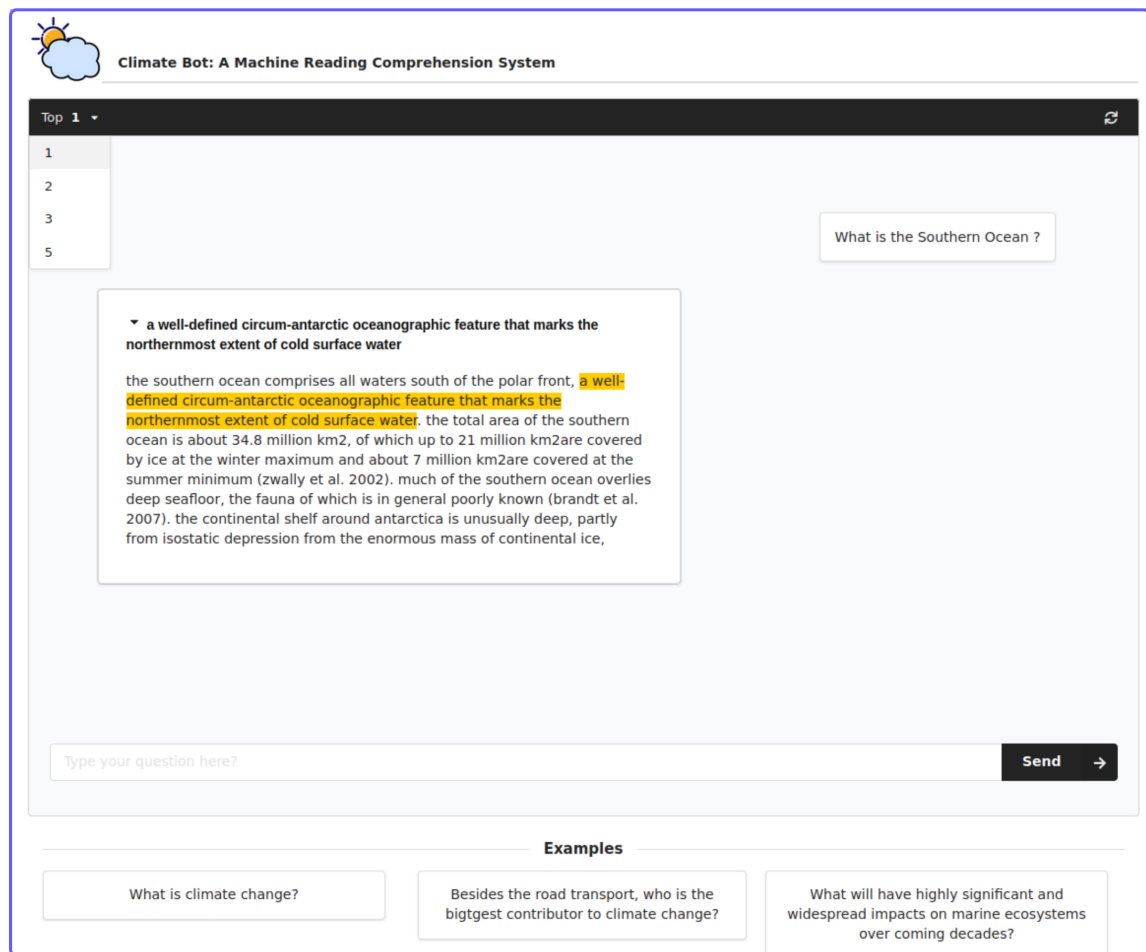 Climate Bot: A Machine Reading Comprehension System
Top 1
1
2
3
5
What is the Southern Ocean ?
a well-defined circum-antarctic oceanographic feature that marks the
northernmost extent of cold surface water
the southern ocean comprises all waters south of the polar front, a well-
defined circum-antarctic oceanographic feature that marks the
northernmost extent of cold surface water. the total area of the southern
ocean is about 34.8 million km2, of which up to 21 million km2are covered
by ice at the winter maximum and about 7 million km2are covered at the
summer minimum (zwally et al. 2002). much of the southern ocean overlies
deep seafloor, the fauna of which is in general poorly known (brandt et al.
2007). the continental shelf around antarctica is unusually deep, partly
from isostatic depression from the enormous mass of continental ice,
Type your question here?
Send
Examples
What is climate change?
Besides the road transport, who is the
bigtgest contributor to climate change?
What will have highly significant and
widespread impacts on marine ecosystems
over coming decades?